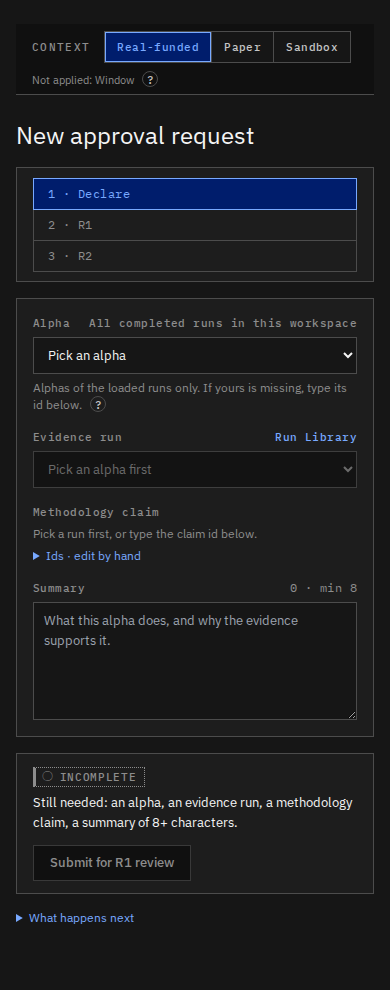 CONTEXT Real-funded Paper Sandbox
Not applied: Window ?
New approval request
1 · Declare
2 · R1
3 · R2
Alpha All completed runs in this workspace
Pick an alpha
Alphas of the loaded runs only. If yours is missing, type its
id below. ?
Evidence run Run Library
Pick an alpha first
Methodology claim
Pick a run first, or type the claim id below.
Ids · edit by hand
Summary 0 · min 8
What this alpha does, and why the evidence
supports it.
INCOMPLETE
Still needed: an alpha, an evidence run, a methodology
claim, a summary of 8+ characters.
Submit for R1 review
What happens next